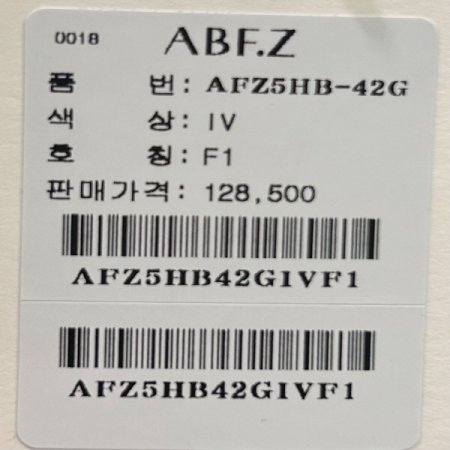 0018 ABF.Z
품 번: AFZ5HB-42G
색 상: IV
호 칭: F1
판매가격: 128,500
AFZ5HB42GIVF1
AFZ5HB42GIVF1